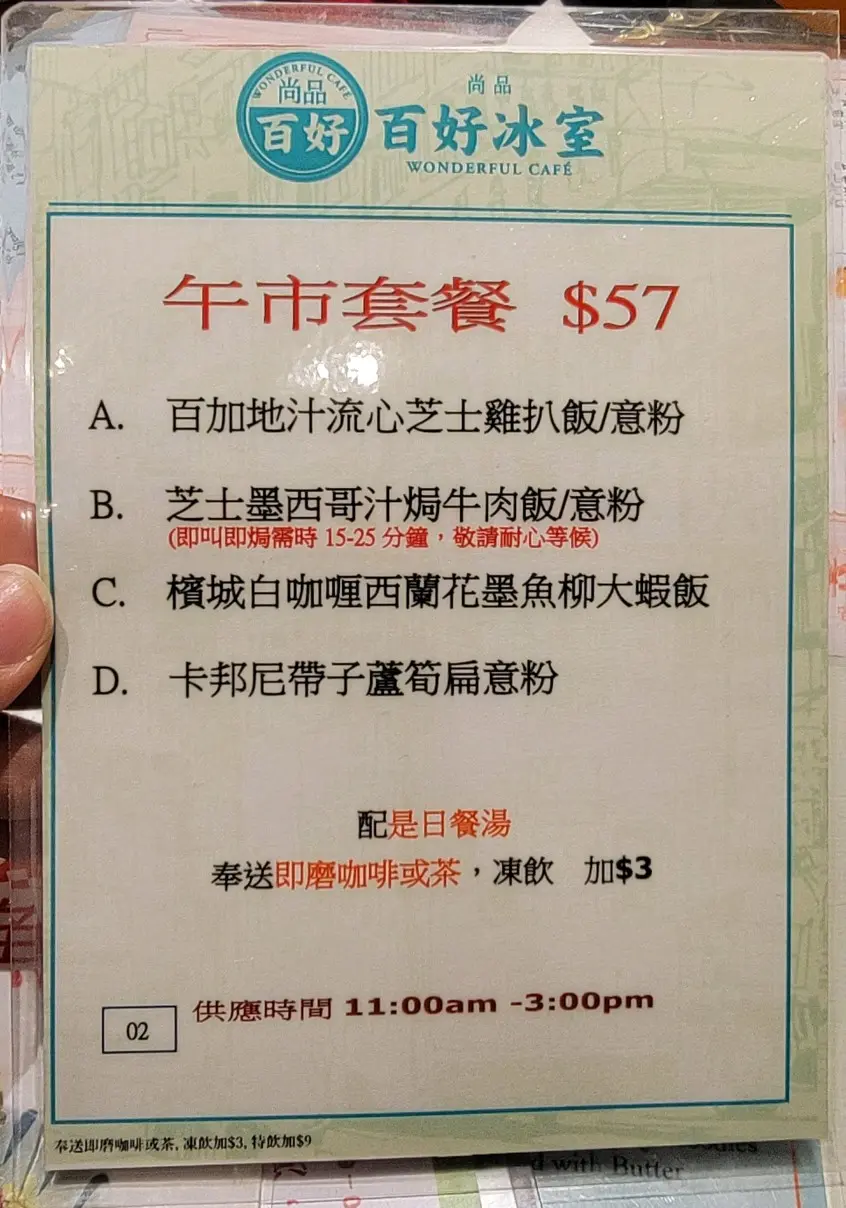 WONDERFUL CAFE
尚品
百好
尚品
百好冰室
WONDERFUL CAFÉ
午市套餐 $57
A. 百加地汁流心芝士雞扒飯/意粉
B. 芝士墨西哥汁焗牛肉飯/意粉
(即叫即焗需時 15-25 分鐘，敬請耐心等候)
C. 檳城白咖喱西蘭花墨魚柳大蝦飯
D. 卡邦尼帶子蘆筍扁意粉
配是日餐湯
奉送即磨咖啡或茶，凍飲 加$3
供應時間 11:00am -3:00pm
02
奉送即磨咖啡或茶, 凍飲加$3, 特飲加$9
with Butter